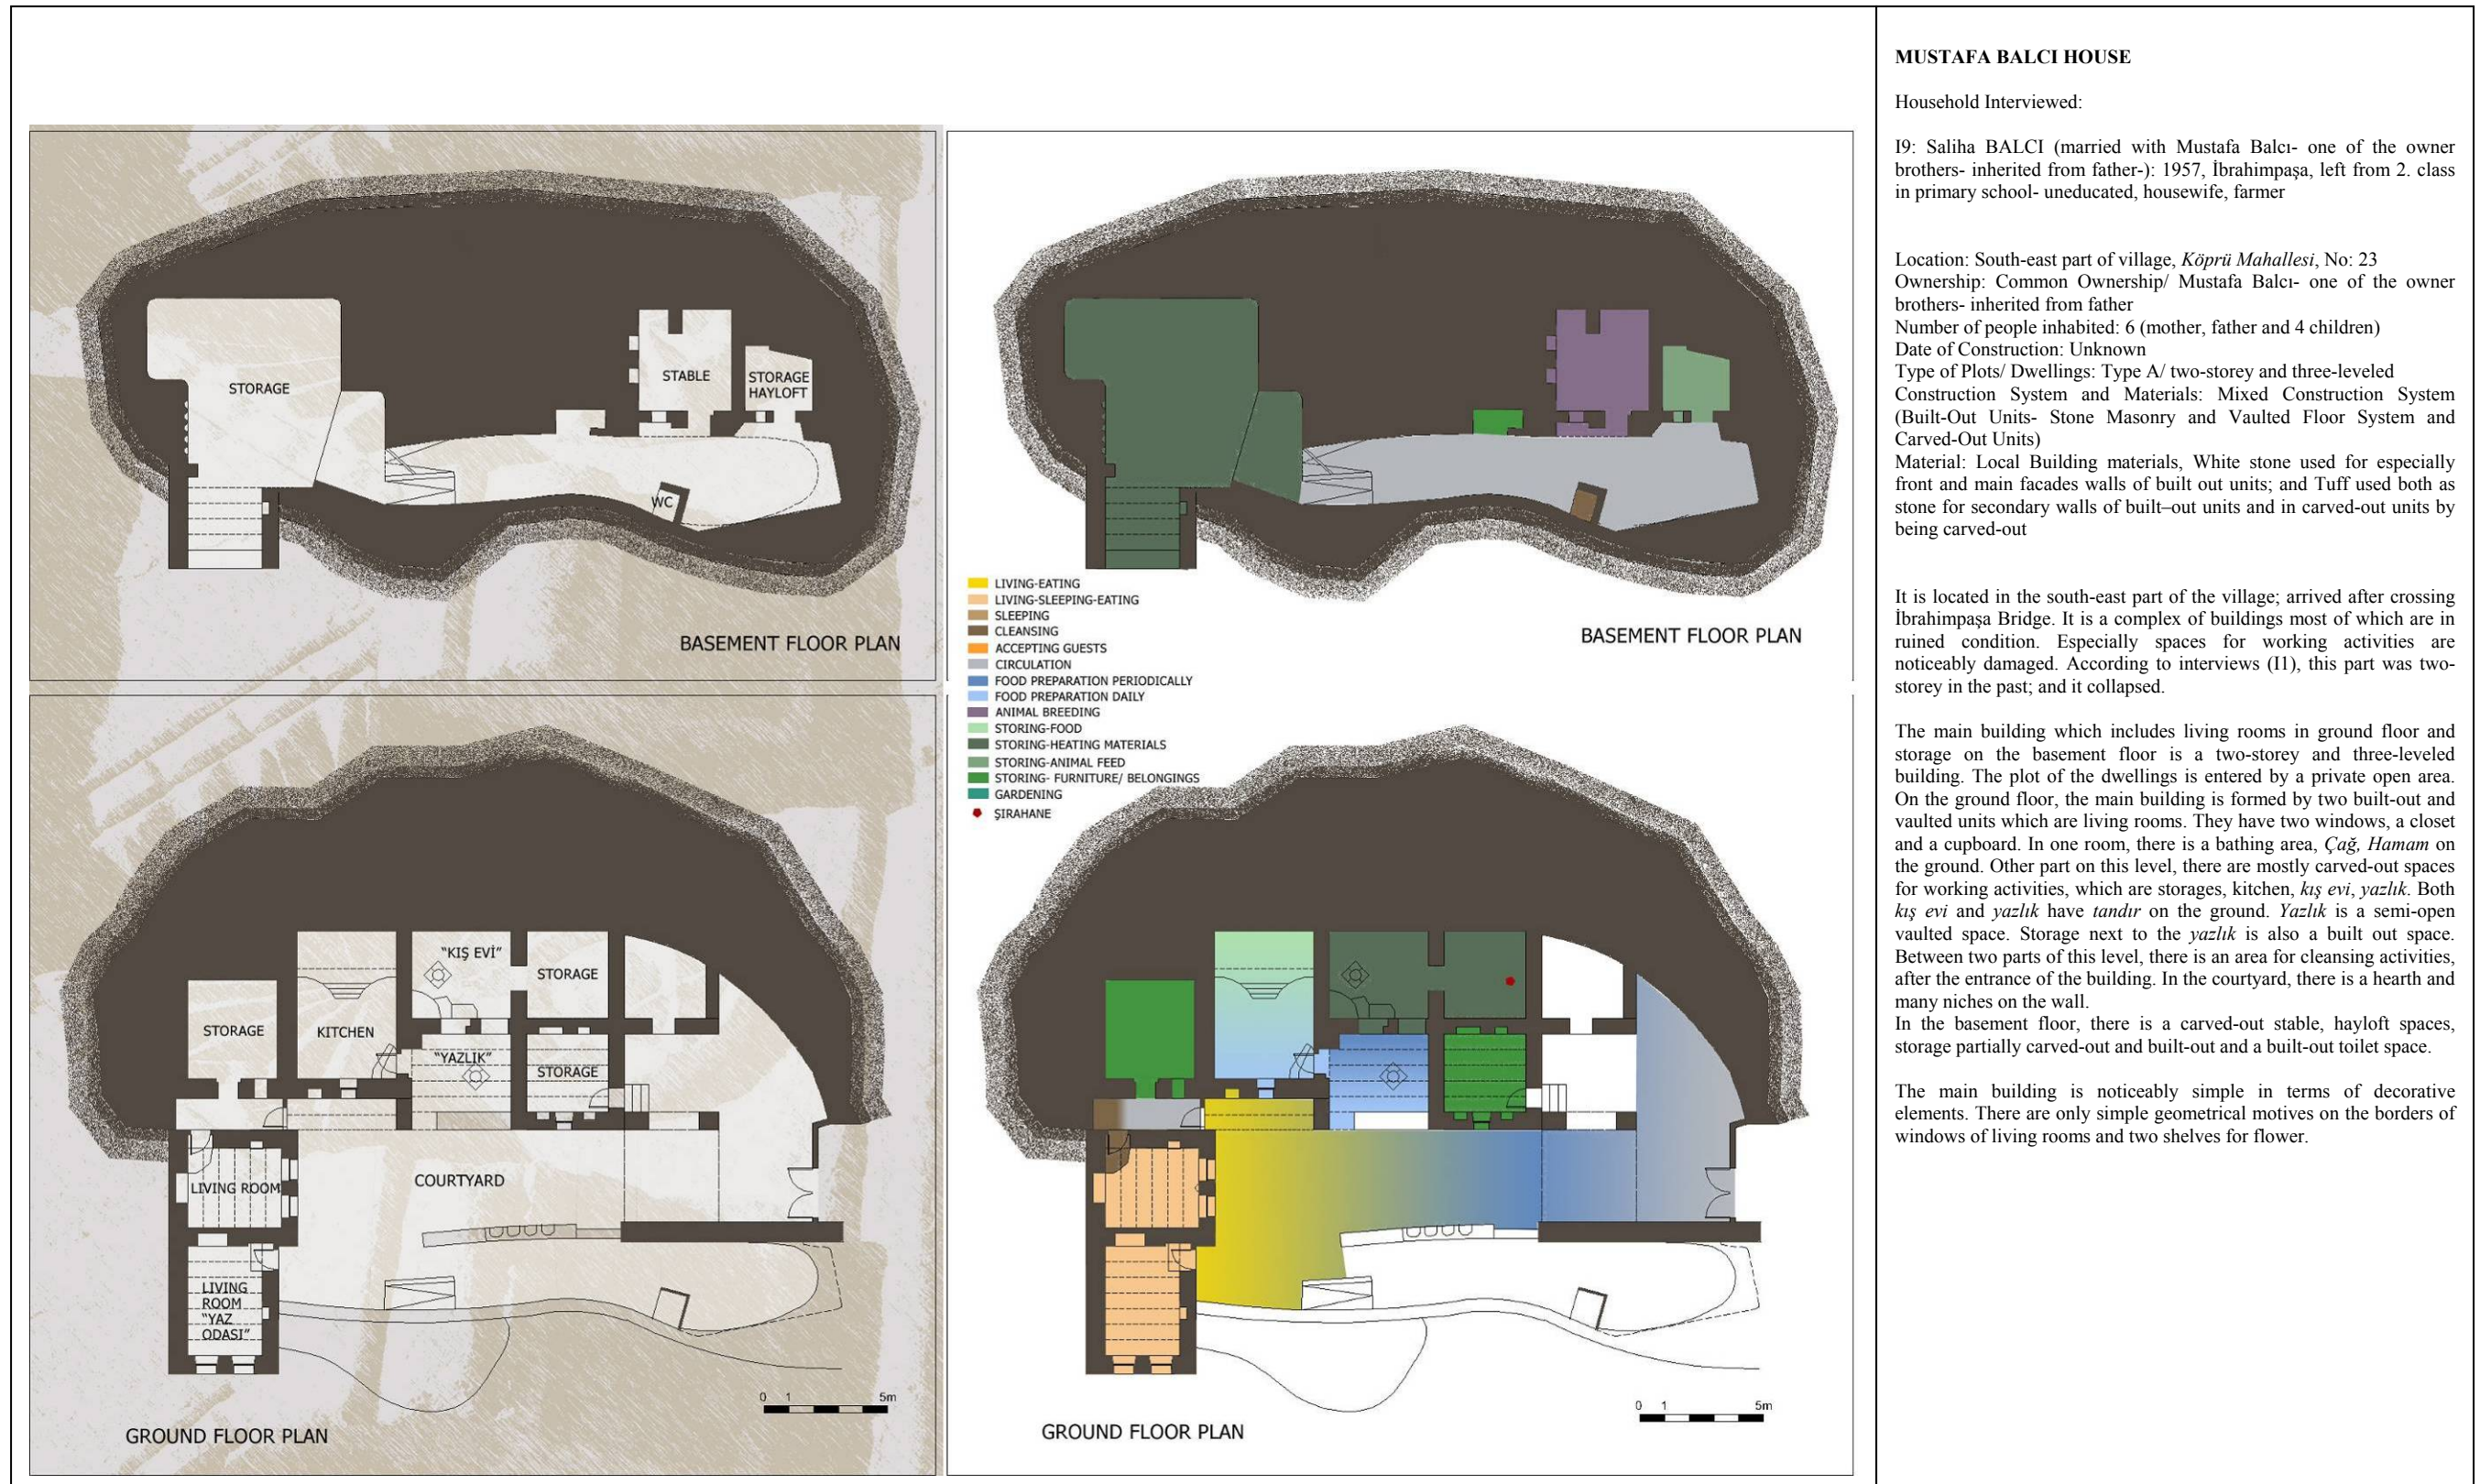 STORAGE
STABLE
STORAGE
HAYLOFT
WC
BASEMENT FLOOR PLAN
"KIŞ EVİ"
STORAGE
STORAGE
KITCHEN
"YAZLIK"
STORAGE
LIVING ROOM
COURTYARD
LIVING
ROOM
"YAZ
ODASI"
0 1 5m
GROUND FLOOR PLAN
LIVING-EATING
LIVING-SLEEPING-EATING
SLEEPING
CLEANSING
ACCEPTING GUESTS
CIRCULATION
FOOD PREPARATION PERIODICALLY
FOOD PREPARATION DAILY
ANIMAL BREEDING
STORING-FOOD
STORING-HEATING MATERIALS
STORING-ANIMAL FEED
STORING- FURNITURE/ BELONGINGS
GARDENING
ŞIRAHANE
BASEMENT FLOOR PLAN
0 1 5m
GROUND FLOOR PLAN
MUSTAFA BALCI HOUSE
Household Interviewed:
I9: Saliha BALCI (married with Mustafa Balcı- one of the owner
brothers- inherited from father-): 1957, İbrahimpaşa, left from 2. class
in primary school- uneducated, housewife, farmer
Location: South-east part of village, Köprü Mahallesi, No: 23
Ownership: Common Ownership/ Mustafa Balcı- one of the owner
brothers- inherited from father
Number of people inhabited: 6 (mother, father and 4 children)
Date of Construction: Unknown
Type of Plots/ Dwellings: Type A/ two-storey and three-leveled
Construction System and Materials: Mixed Construction System
(Built-Out Units- Stone Masonry and Vaulted Floor System and
Carved-Out Units)
Material: Local Building materials, White stone used for especially
front and main facades walls of built out units; and Tuff used both as
stone for secondary walls of built–out units and in carved-out units by
being carved-out
It is located in the south-east part of the village; arrived after crossing
İbrahimpaşa Bridge. It is a complex of buildings most of which are in
ruined condition. Especially spaces for working activities are
noticeably damaged. According to interviews (I1), this part was two-
storey in the past; and it collapsed.
The main building which includes living rooms in ground floor and
storage on the basement floor is a two-storey and three-leveled
building. The plot of the dwellings is entered by a private open area.
On the ground floor, the main building is formed by two built-out and
vaulted units which are living rooms. They have two windows, a closet
and a cupboard. In one room, there is a bathing area, Çağ, Hamam on
the ground. Other part on this level, there are mostly carved-out spaces
for working activities, which are storages, kitchen, kış evi, yazlık. Both
kış evi and yazlık have tandır on the ground. Yazlık is a semi-open
vaulted space. Storage next to the yazlık is also a built out space.
Between two parts of this level, there is an area for cleansing activities,
after the entrance of the building. In the courtyard, there is a hearth and
many niches on the wall.
In the basement floor, there is a carved-out stable, hayloft spaces,
storage partially carved-out and built-out and a built-out toilet space.
The main building is noticeably simple in terms of decorative
elements. There are only simple geometrical motives on the borders of
windows of living rooms and two shelves for flower.